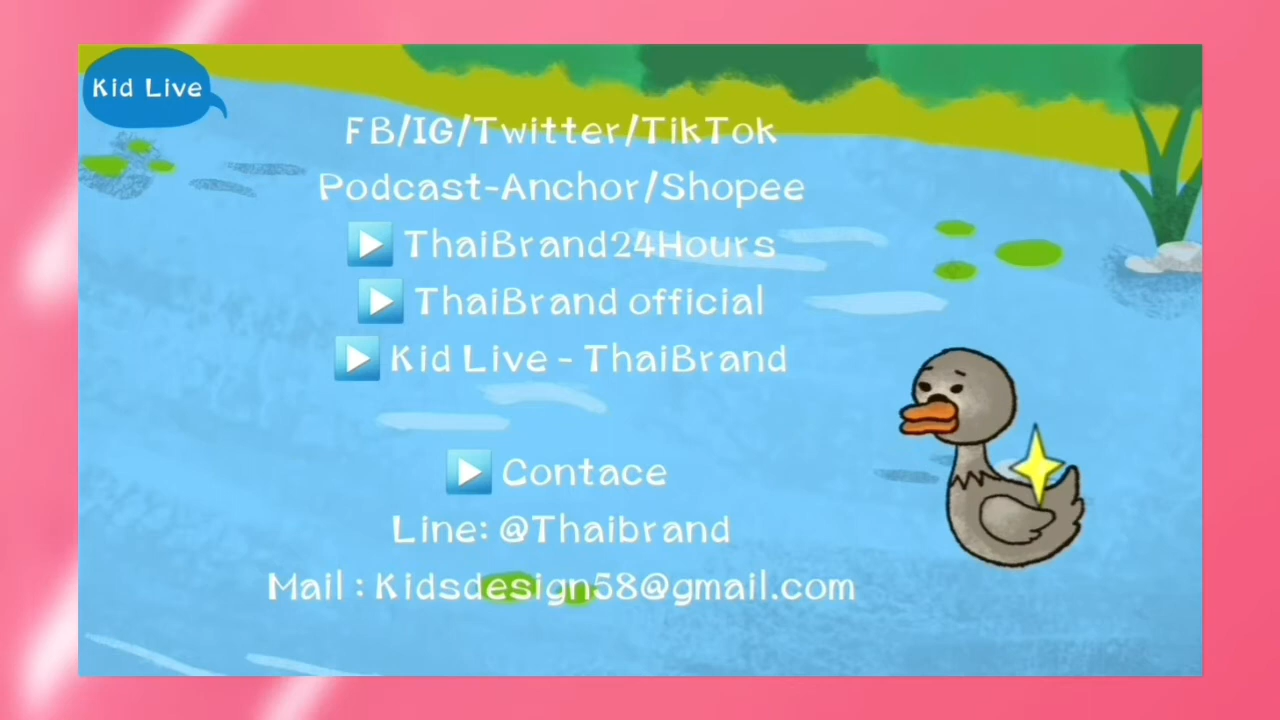 Kid Live
FB/IG/Twitter/TikTok
Podcast-Anchor/Shopee
ThaiBrand24Hours
ThaiBrand official
Kid Live - ThaiBrand
Contace
Line: @Thaibrand
Mail : Kidsdesign58@gmail.com